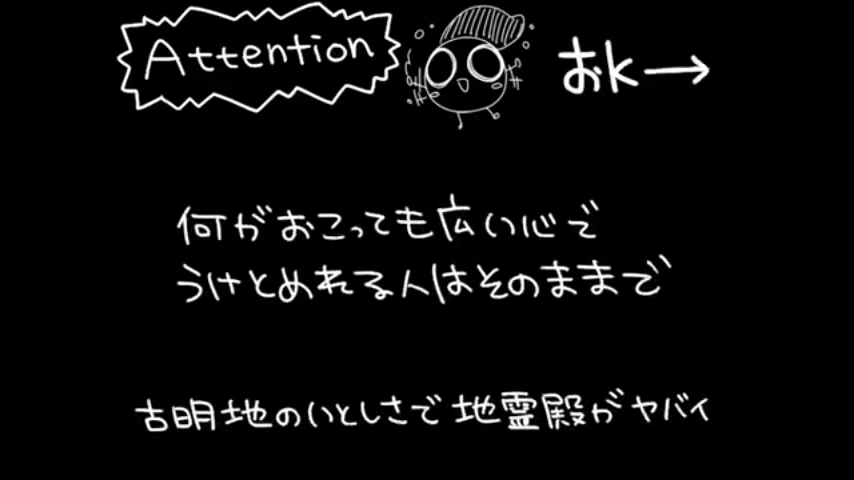 Attention
おk→
何がおこっても広い心で
うけとめれる人はそのままで
古明地のいとしさで地霊殿がヤバイ